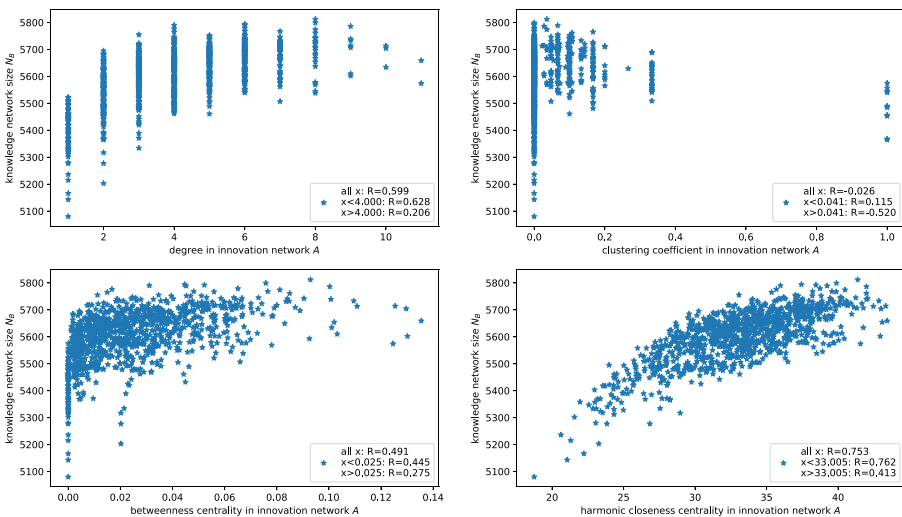 5800
5700
5600
5500
5400
5300
5200
5100
knowledge network size N_B
2
4
6
8
10
degree in innovation network A
all x: R=0.599
x<4.000: R=0.628
x>4.000: R=0.206
5800
5700
5600
5500
5400
5300
5200
5100
knowledge network size N_B
0.0
0.2
0.4
0.6
0.8
1.0
clustering coefficient in innovation network A
all x: R=-0.026
x<0.041: R=0.115
x>0.041: R=-0.520
5800
5700
5600
5500
5400
5300
5200
5100
knowledge network size N_B
0.00
0.02
0.04
0.06
0.08
0.10
0.12
0.14
betweenness centrality in innovation network A
all x: R=0.491
x<0.025: R=0.445
x>0.025: R=0.275
5800
5700
5600
5500
5400
5300
5200
5100
knowledge network size N_B
20
25
30
35
40
harmonic closeness centrality in innovation network A
all x: R=0.753
x<33.005: R=0.762
x>33.005: R=0.413